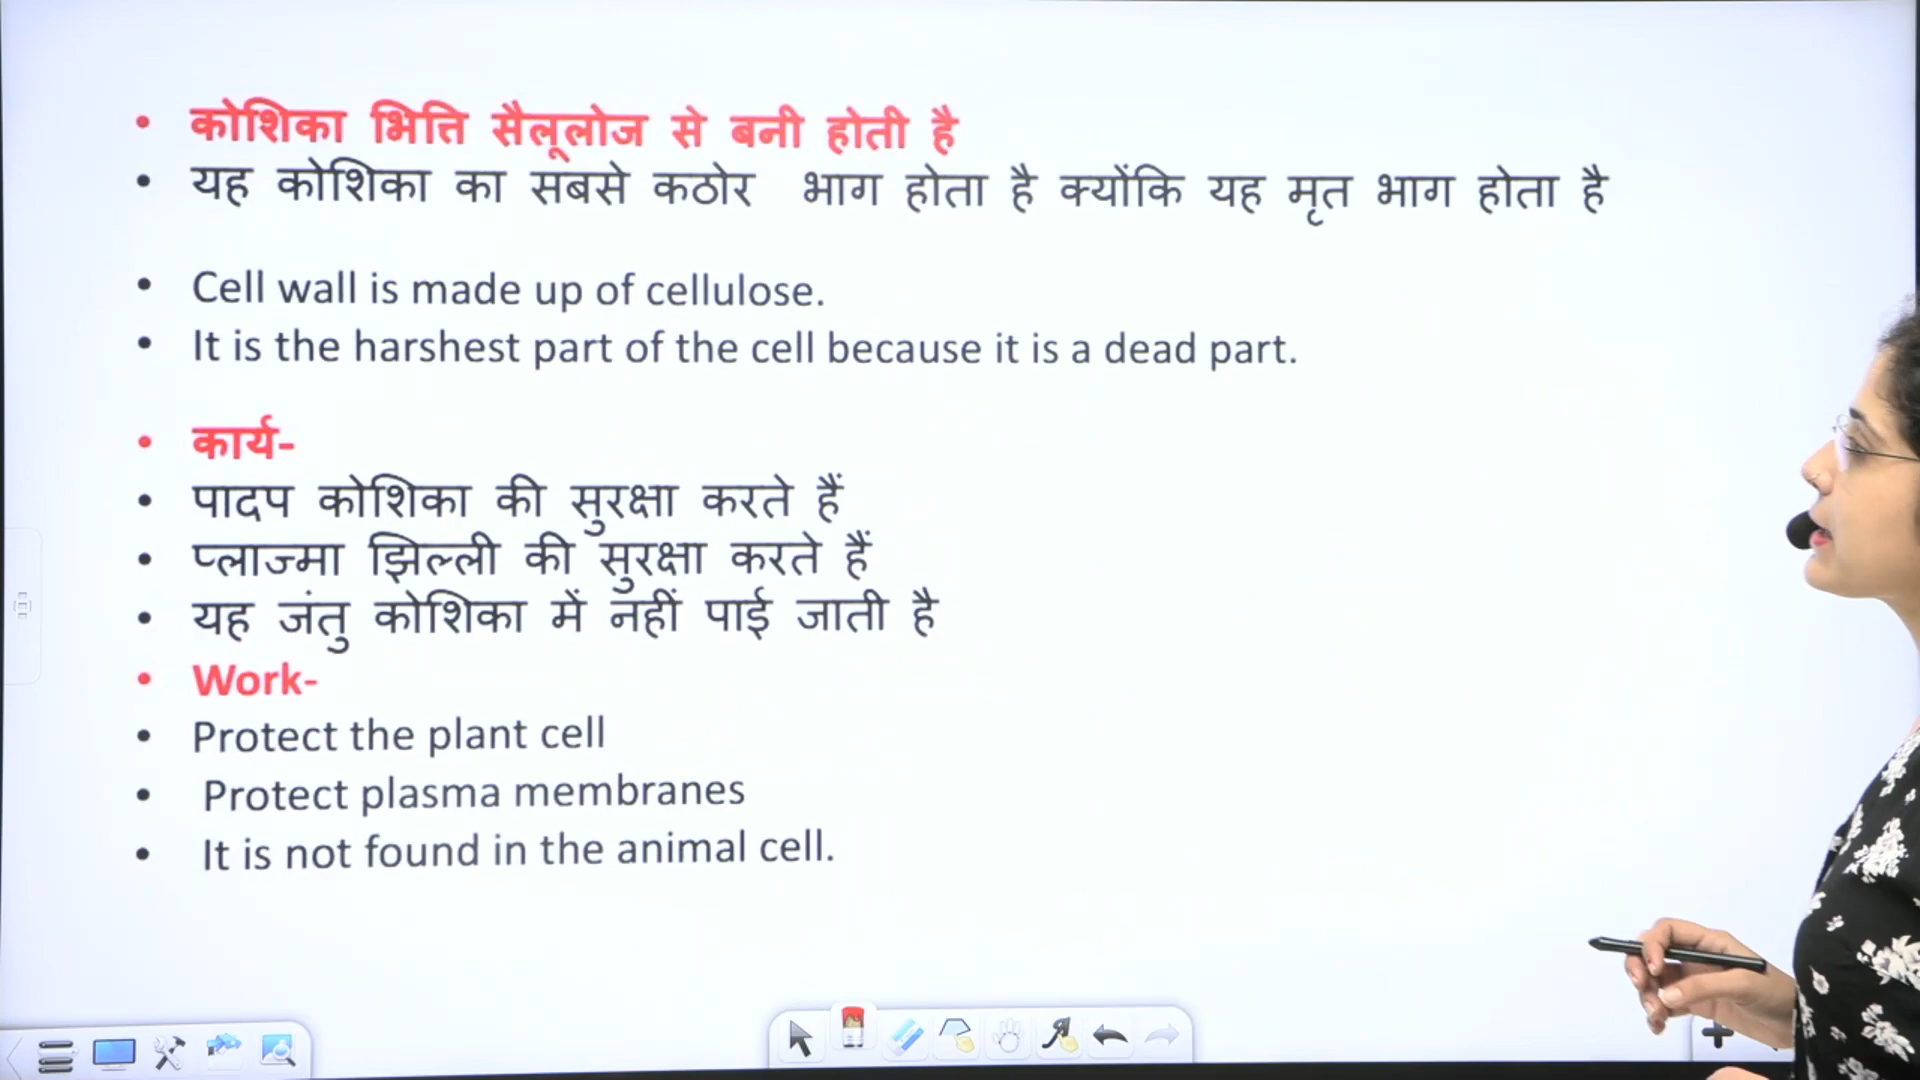 • कोशिका भित्ति सैलूलोज से बनी होती है
• यह कोशिका का सबसे कठोर भाग होता है क्योंकि यह मृत भाग होता है
• Cell wall is made up of cellulose.
• It is the harshest part of the cell because it is a dead part.
• कार्य-
• पादप कोशिका की सुरक्षा करते हैं
• प्लाज्मा झिल्ली की सुरक्षा करते हैं
• यह जंतु कोशिका में नहीं पाई जाती है
• Work-
• Protect the plant cell
• Protect plasma membranes
• It is not found in the animal cell.